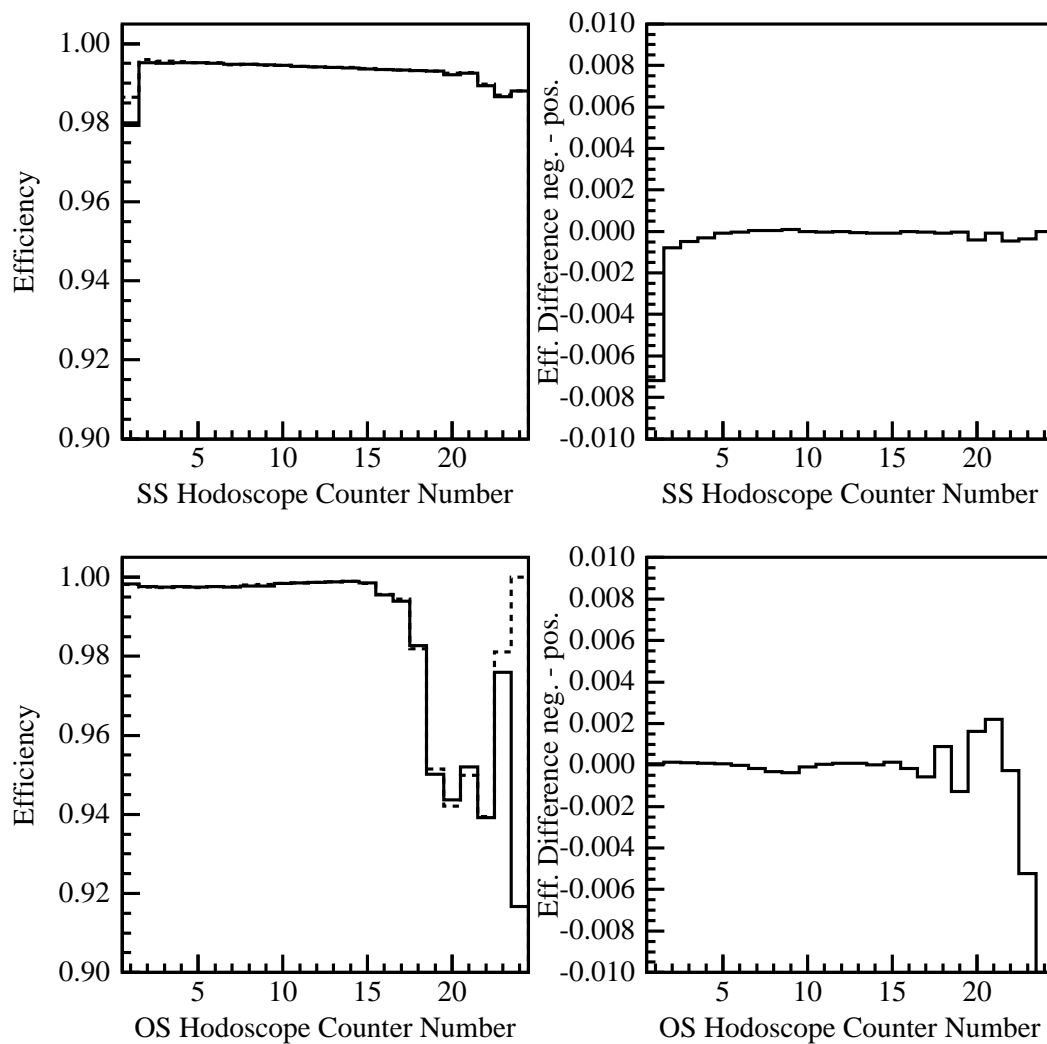 1.00
0.98
0.96
0.94
0.92
0.90
Efficiency
5 10 15 20
SS Hodoscope Counter Number
0.010
0.008
0.006
0.004
0.002
0.000
-0.002
-0.004
-0.006
-0.008
-0.010
Eff. Difference neg. - pos.
5 10 15 20
SS Hodoscope Counter Number
1.00
0.98
0.96
0.94
0.92
0.90
Efficiency
5 10 15 20
OS Hodoscope Counter Number
0.010
0.008
0.006
0.004
0.002
0.000
-0.002
-0.004
-0.006
-0.008
-0.010
Eff. Difference neg. - pos.
5 10 15 20
OS Hodoscope Counter Number